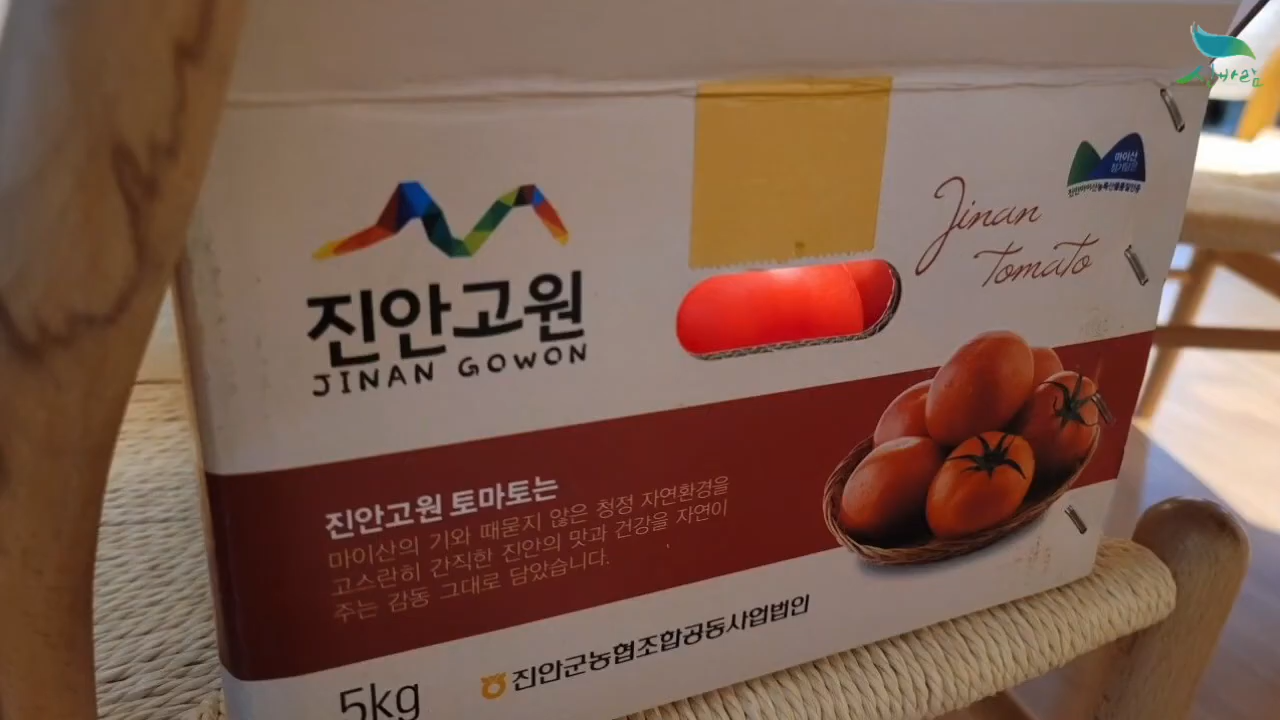 진안고원
JINAN GOWON
Jinan
Tomato
마이산
진안고원 토마토는
마이산의 기와 때묻지 않은 청정 자연환경을
고스란히 간직한 진안의 맛과 건강을 자연이
주는 감동 그대로 담았습니다.
진안군농협조합공동사업법인
5kg